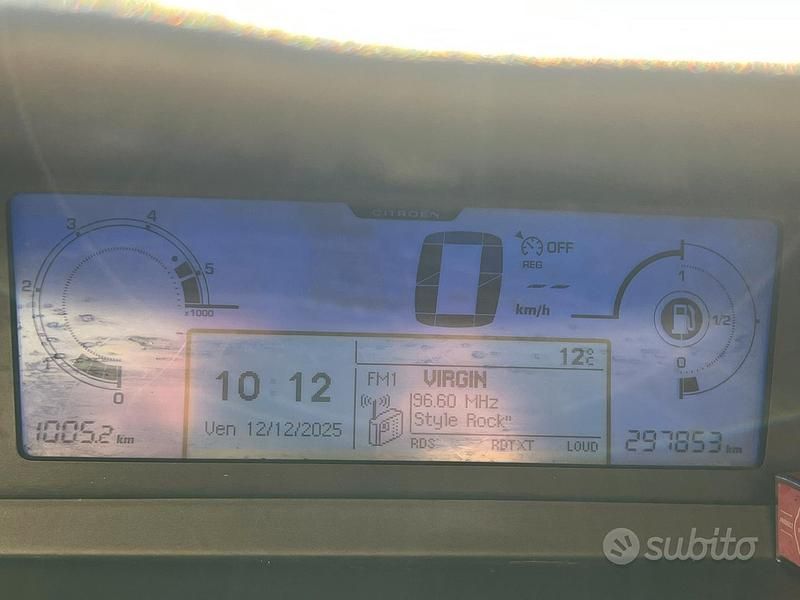 CITROËN
3
4
2
5
1
x1000
0
0
REG
OFF
--
km/h
1
1/2
0
1005.2 km
10:12
Ven 12/12/2025
12°C
FM1 VIRGIN
96.60 MHz
Style Rock"
RDS RDTXT LOUD
297853 km
subito